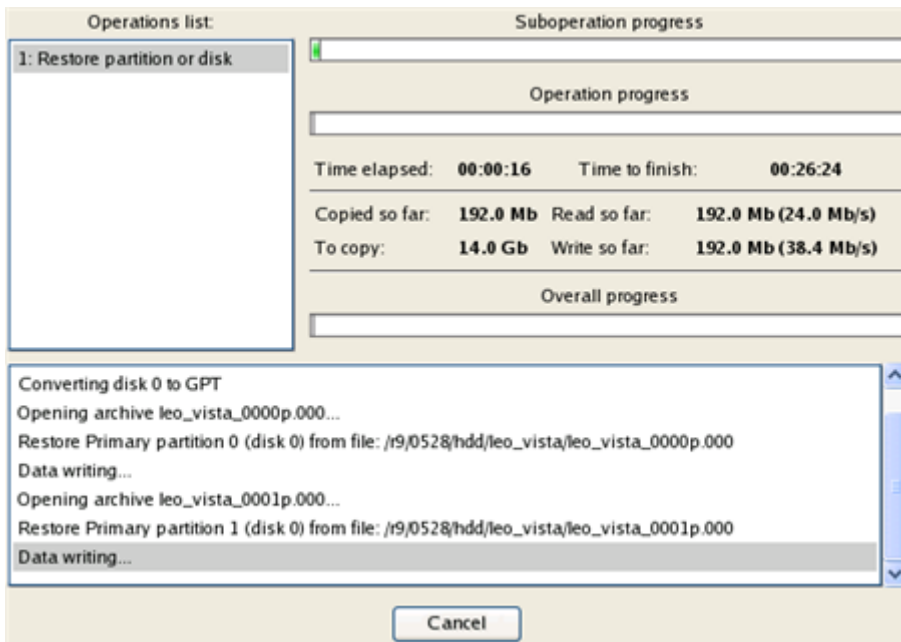 Operations list:
1: Restore partition or disk
Suboperation progress
Operation progress
Time elapsed: 00:00:16 Time to finish: 00:26:24
Copied so far: 192.0 Mb Read so far: 192.0 Mb (24.0 Mb/s)
To copy: 14.0 Gb Write so far: 192.0 Mb (38.4 Mb/s)
Overall progress
Converting disk 0 to GPT
Opening archive leo_vista_0000p.000...
Restore Primary partition 0 (disk 0) from file: /r9/0528/hdd/leo_vista/leo_vista_0000p.000
Data writing...
Opening archive leo_vista_0001p.000...
Restore Primary partition 1 (disk 0) from file: /r9/0528/hdd/leo_vista/leo_vista_0001p.000
Data writing...
Cancel